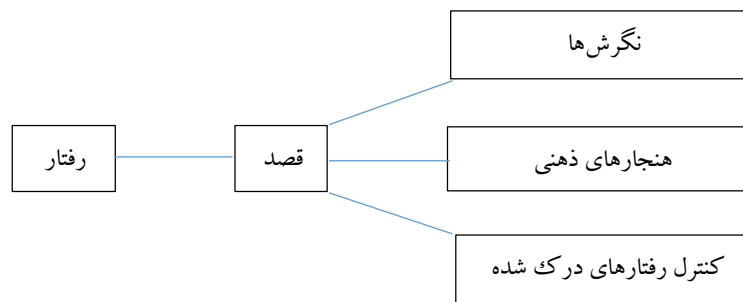 نگرش‌ها
هنجارهای ذهنی
قصد
رفتار
کنترل رفتارهای درک شده